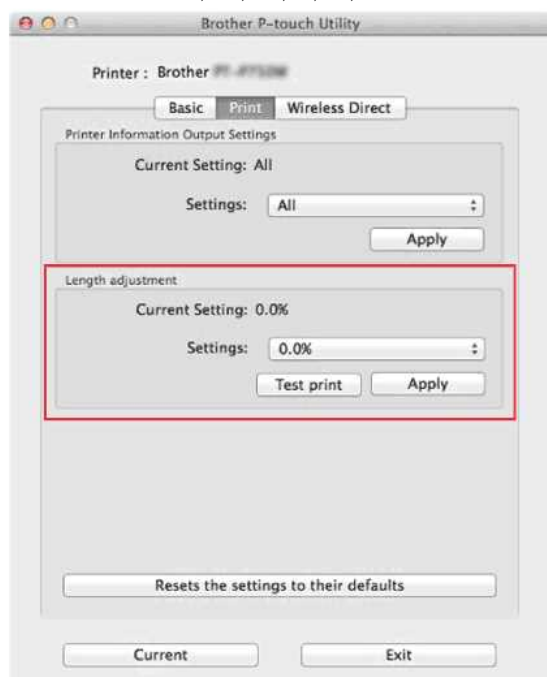 Brother P-touch Utility
Printer : Brother
Basic Print Wireless Direct
Printer Information Output Settings
Current Setting: All
Settings: All
Apply
Length adjustment
Current Setting: 0.0%
Settings: 0.0%
Test print Apply
Resets the settings to their defaults
Current Exit